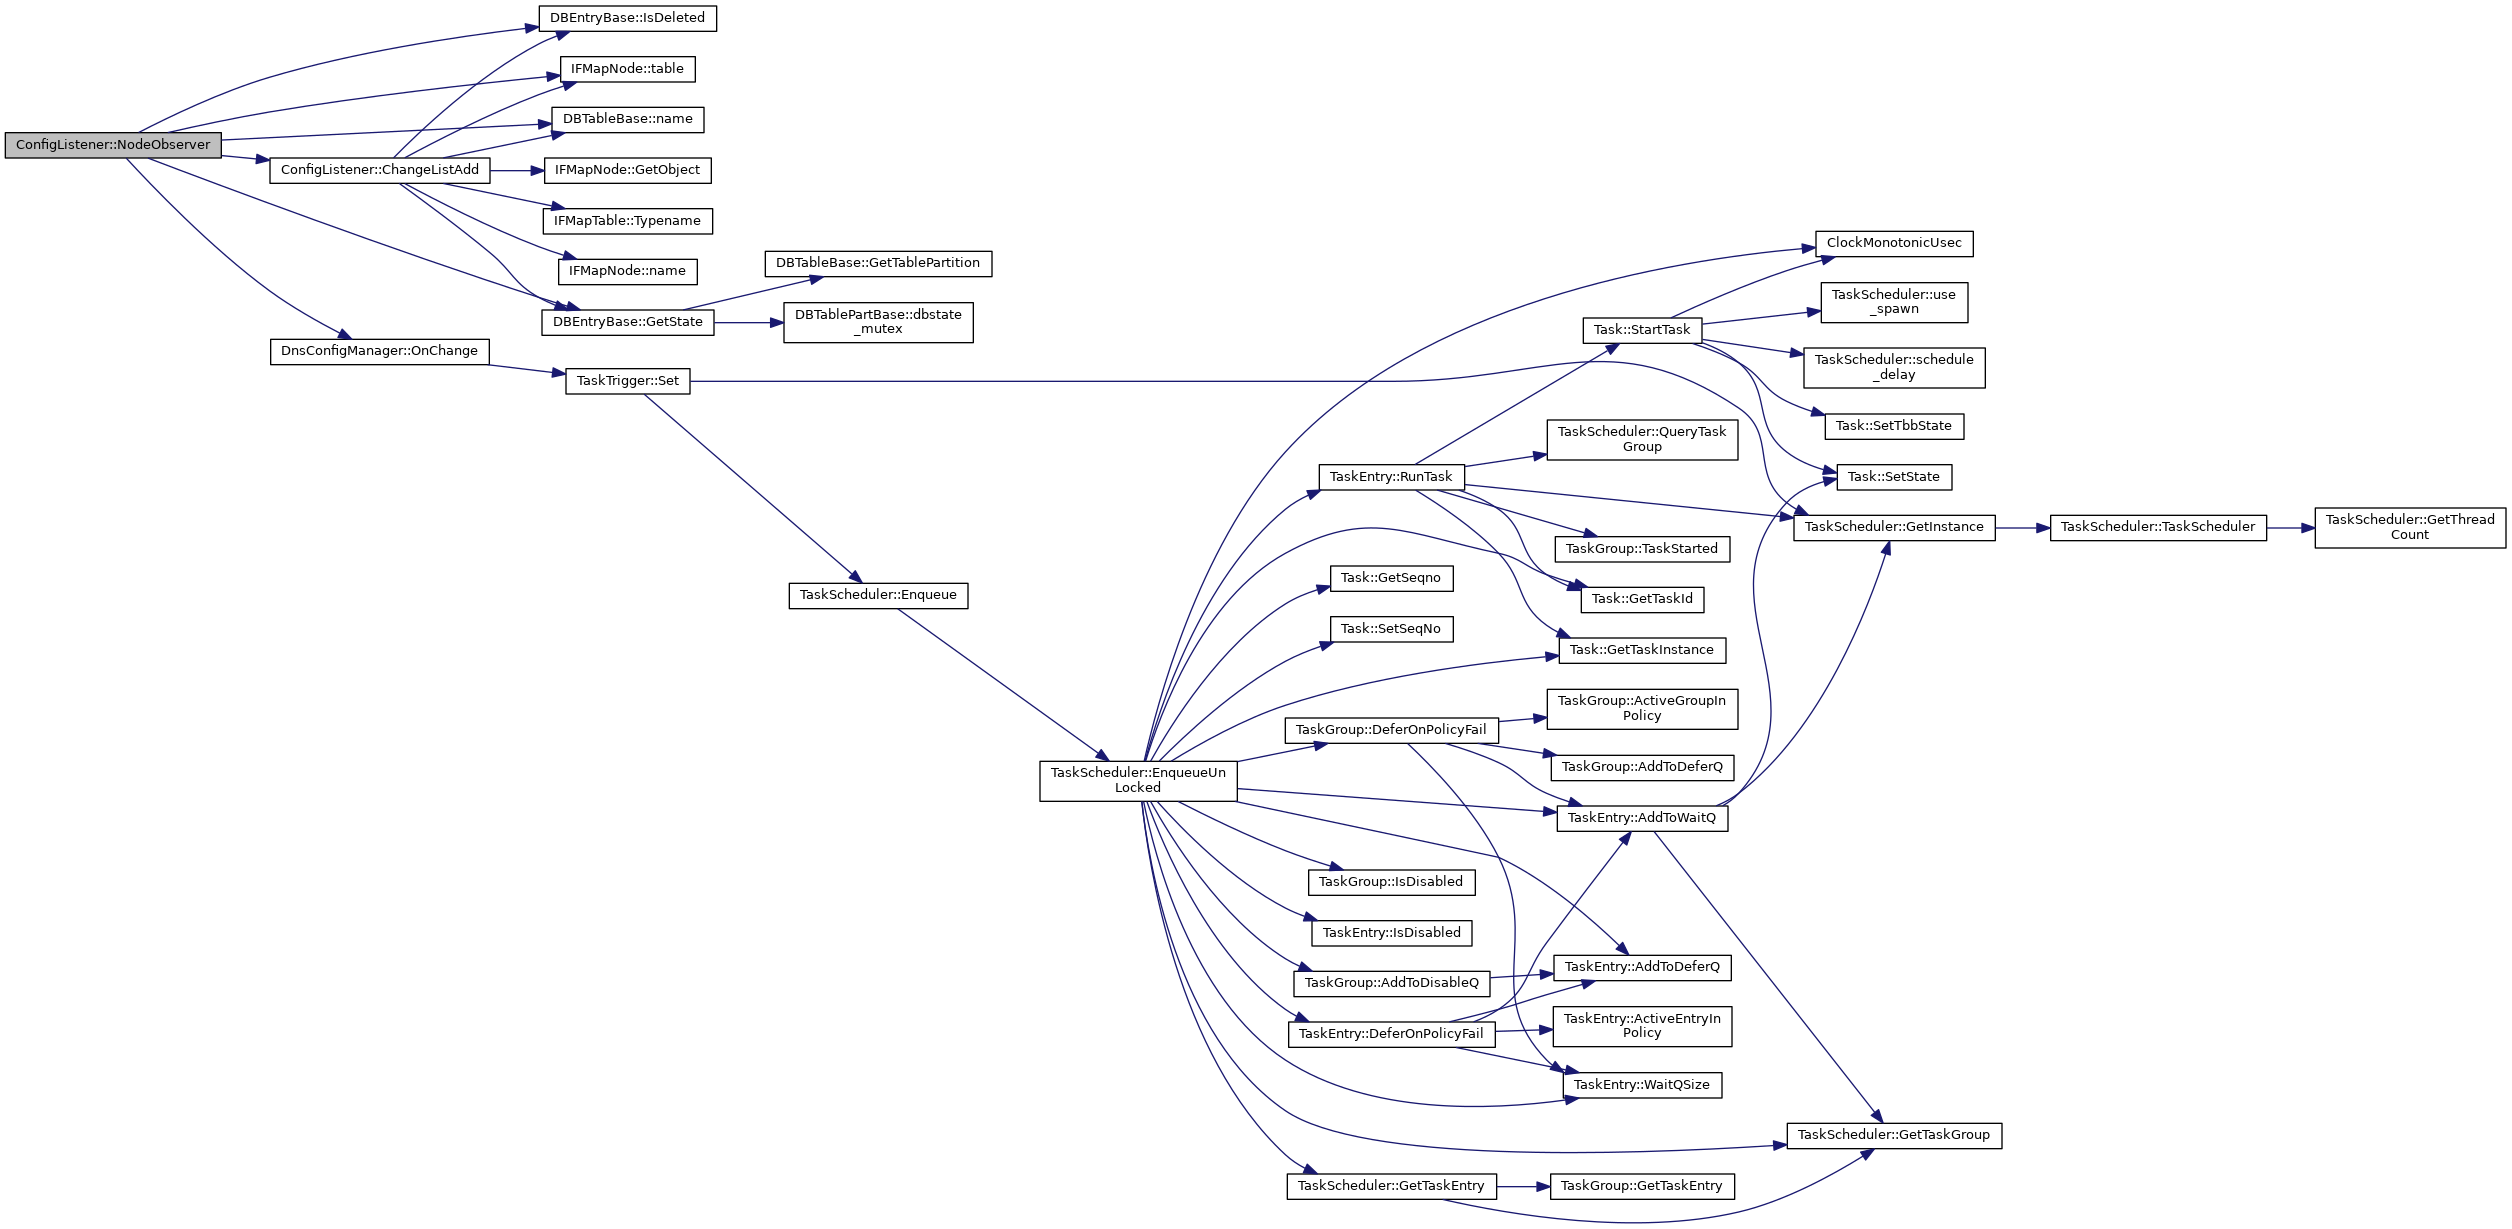 ConfigListener::NodeObserver
DBEntryBase::IsDeleted
IFMapNode::table
DBTableBase::name
ConfigListener::ChangeListAdd
IFMapNode::GetObject
IFMapTable::Typename
IFMapNode::name
DBEntryBase::GetState
DBTableBase::GetTablePartition
DBTablePartBase::dbstate
_mutex
DnsConfigManager::OnChange
TaskTrigger::Set
TaskScheduler::Enqueue
TaskScheduler::EnqueueUn
Locked
ClockMonotonicUsec
Task::StartTask
TaskScheduler::use
_spawn
TaskScheduler::schedule
_delay
Task::SetTbbState
TaskEntry::RunTask
TaskScheduler::QueryTask
Group
Task::SetState
TaskScheduler::GetInstance
TaskScheduler::TaskScheduler
TaskScheduler::GetThread
Count
TaskGroup::TaskStarted
Task::GetSeqno
Task::GetTaskId
Task::SetSeqNo
Task::GetTaskInstance
TaskGroup::DeferOnPolicyFail
TaskGroup::ActiveGroupIn
Policy
TaskGroup::AddToDeferQ
TaskEntry::AddToWaitQ
TaskGroup::IsDisabled
TaskEntry::IsDisabled
TaskGroup::AddToDisableQ
TaskEntry::AddToDeferQ
TaskEntry::DeferOnPolicyFail
TaskEntry::ActiveEntryIn
Policy
TaskEntry::WaitQSize
TaskScheduler::GetTaskGroup
TaskScheduler::GetTaskEntry
TaskGroup::GetTaskEntry